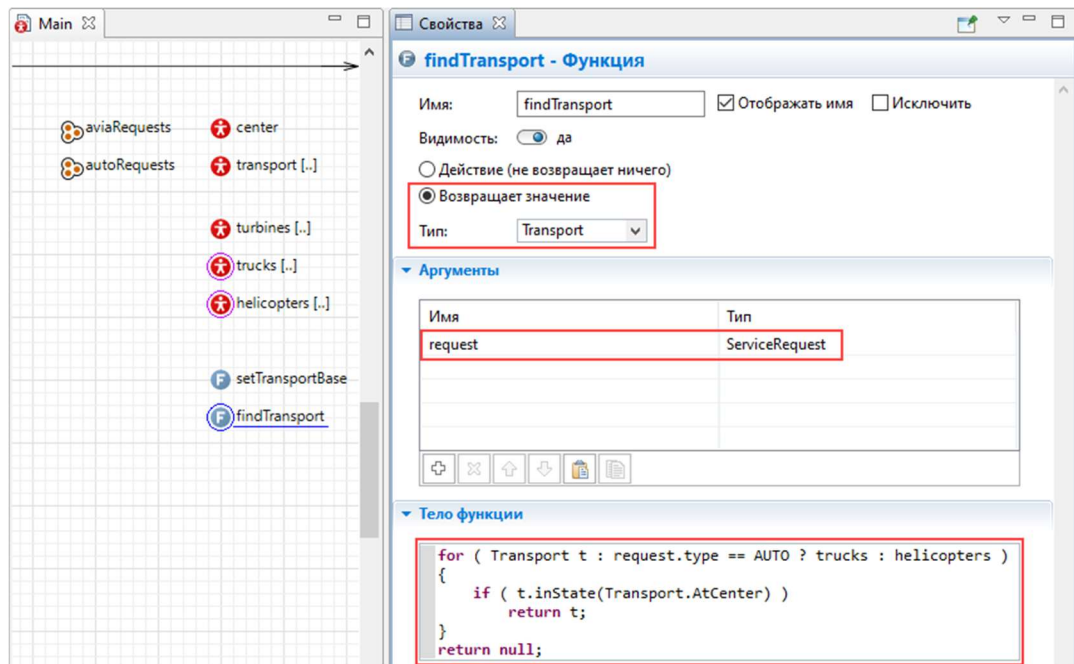 Main
aviaRequests
center
autoRequests
transport [..]
turbines [..]
trucks [..]
helicopters [..]
setTransportBase
findTransport
Свойства
findTransport - Функция
Имя:
findTransport
Отображать имя
Исключить
Видимость:
да
Действие (не возвращает ничего)
Возвращает значение
Тип:
Transport
Аргументы
Имя
Тип
request
ServiceRequest
Тело функции
for ( Transport t : request.type == AUTO ? trucks : helicopters )
{
if ( t.inState(Transport.AtCenter) )
return t;
}
return null;